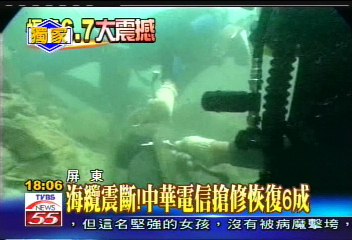 獨家
6.7大震撼
屏東
18:06
海纜震斷!中華電信搶修恢復6成
TVBS
NEWS
55
，但這名堅強的女孩，沒有被病魔擊垮，